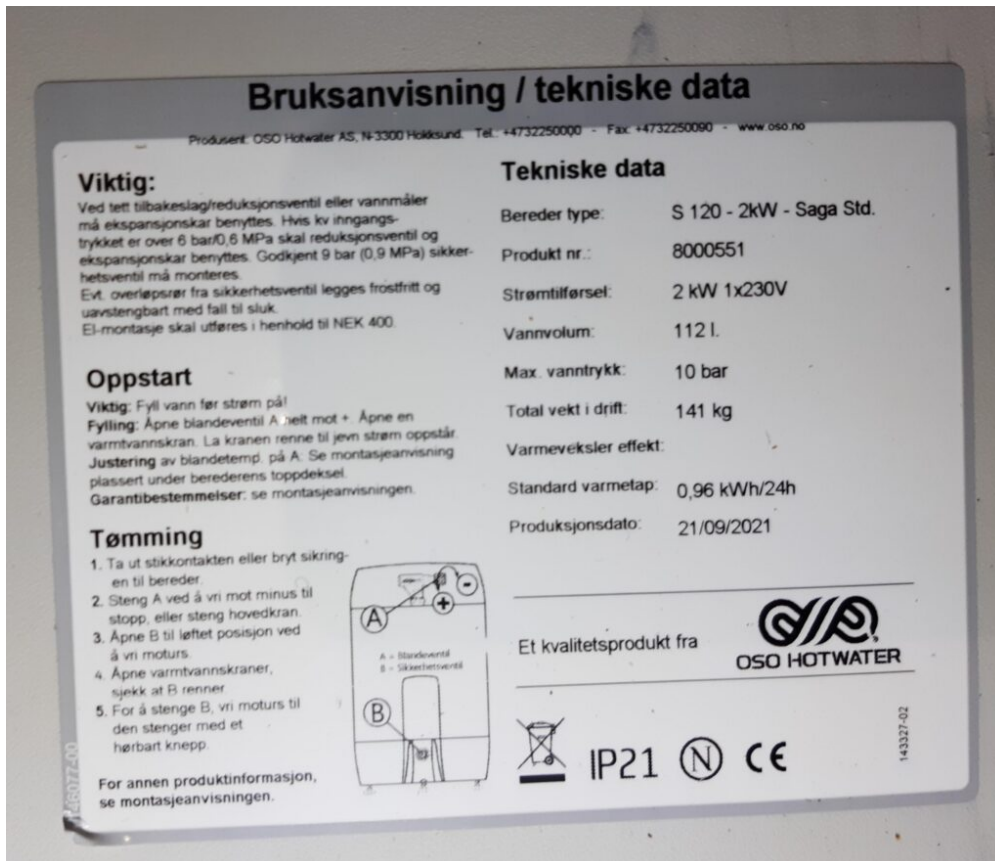 Bruksanvisning / tekniske data
Produsent: OSO Hotwater AS, N-3300 Hokksund. Tel.: +4732250000 - Fax: +4732250090 - www.oso.no
Viktig:
Ved tett tilbakeslag/reduksjonsventil eller vannmåler
må ekspansjonskar benyttes. Hvis kv inngangs-
trykket er over 6 bar/0,6 MPa skal reduksjonsventil og
ekspansjonskar benyttes. Godkjent 9 bar (0,9 MPa) sikker-
hetsventil må monteres.
Evt. overløpsrør fra sikkerhetsventil legges frostfritt og
uavstengbart med fall til sluk.
El-montasje skal utføres i henhold til NEK 400.
Oppstart
Viktig: Fyll vann før strøm på!
Fylling: Åpne blandeventil A helt mot +. Åpne en
varmtvannskran. La kranen renne til jevn strøm oppstår.
Justering av blandetemp. på A: Se montasjeanvisning
plassert under berederens toppdeksel.
Garantibestemmelser: se montasjeanvisningen.
Tømming
1. Ta ut stikkontakten eller bryt sikring-
en til bereder.
2. Steng A ved å vri mot minus til
stopp, eller steng hovedkran.
3. Åpne B til løftet posisjon ved
å vri moturs.
4. Åpne varmtvannskraner,
sjekk at B renner
5. For å stenge B, vri moturs til
den stenger med et
hørbart knepp.
For annen produktinformasjon,
se montasjeanvisningen.
146077-00
A
- 
+
A = Blandeventil
B = Sikkerhetsventil
B
Tekniske data
Bereder type: S 120 - 2kW - Saga Std.
Produkt nr.: 8000551
Strømtilførsel: 2 kW 1x230V
Vannvolum: 112 l.
Max. vanntrykk: 10 bar
Total vekt i drift: 141 kg
Varmeveksler effekt:
Standard varmetap: 0,96 kWh/24h
Produksjonsdato: 21/09/2021
Et kvalitetsprodukt fra
OSO HOTWATER
IP21 N CE
143327-02